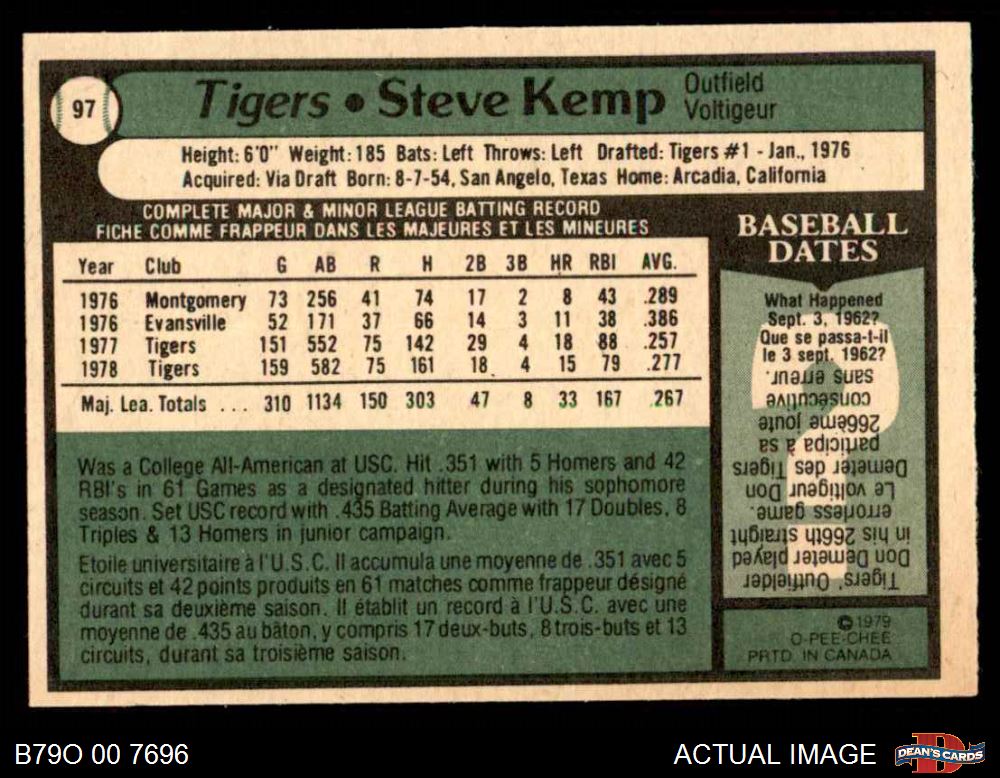 97
Tigers • Steve Kemp
Outfield
Voltigeur
Height: 6'0" Weight: 185 Bats: Left Throws: Left Drafted: Tigers #1 - Jan., 1976
Acquired: Via Draft Born: 8-7-54, San Angelo, Texas Home: Arcadia, California
COMPLETE MAJOR & MINOR LEAGUE BATTING RECORD
FICHE COMME FRAPPEUR DANS LES MAJEURES ET LES MINEURES
Year Club G AB R H 2B 3B HR RBI AVG.
1976 Montgomery 73 256 41 74 17 2 8 43 .289
1976 Evansville 52 171 37 66 14 3 11 38 .386
1977 Tigers 151 552 75 142 29 4 18 88 .257
1978 Tigers 159 582 75 161 18 4 15 79 .277
Maj. Lea. Totals ... 310 1134 150 303 47 8 33 167 .267
Was a College All-American at USC. Hit .351 with 5 Homers and 42
RBI's in 61 Games as a designated hitter during his sophomore
season. Set USC record with .435 Batting Average with 17 Doubles, 8
Triples & 13 Homers in junior campaign.
Etoile universitaire à l'U.S.C. Il accumula une moyenne de .351 avec 5
circuits et 42 points produits en 61 matches comme frappeur désigné
durant sa deuxième saison. Il établit un record à l'U.S.C. avec une
moyenne de .435 au bâton, y compris 17 deux-buts, 8 trois-buts et 13
circuits, durant sa troisième saison.
BASEBALL
DATES
What Happened
Sept. 3, 1962?
Que se passa-t-il
le 3 sept. 1962?
Tigers' Outfielder
Don Demeter played
in his 266th straight
errorless game.
Le voltigeur Don
Demeter des Tigers
participa à sa
266ème joute
consécutive
sans erreur.
©1979
O-PEE-CHEE
PRTD. IN CANADA
B79O 00 7696
ACTUAL IMAGE
DEAN'S CARDS